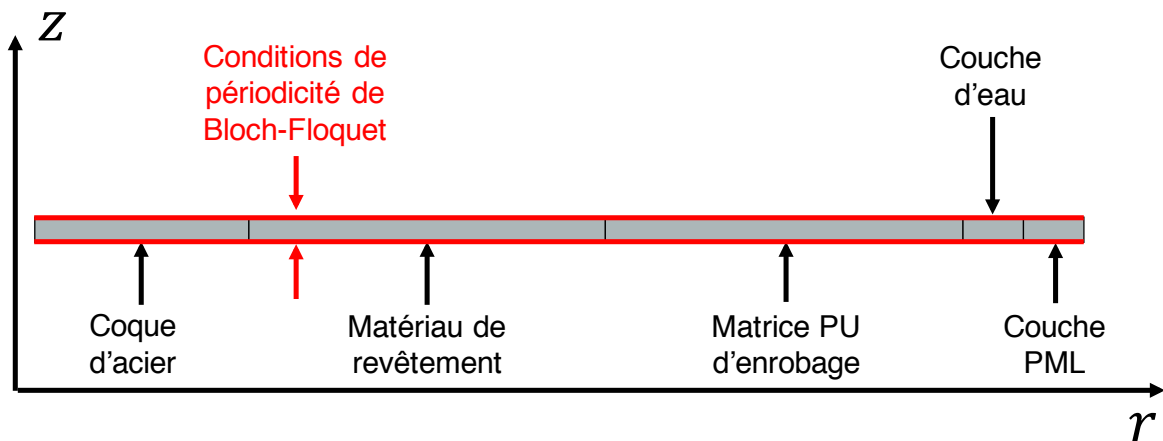 z
Conditions de
périodicité de
Bloch-Floquet
Couche
d'eau
Coque
d'acier
Matériau de
revêtement
Matrice PU
d'enrobage
Couche
PML
r